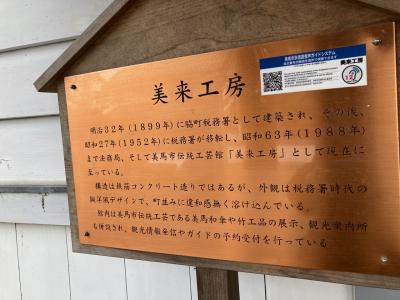 美来工房
美来工房
明治32年(1899年)に脇町税務署として建築され、その後、
昭和27年(1952年)に税務署が移転し、昭和63年(1988年)
まで法務局、そして美馬市伝統工芸館「美来工房」として現在に
至っている。
構造は鉄筋コンクリート造りではあるが、外観は税務署時代の
洋風デザインで、町並みに違和感無く溶け込んでいる。
館内は美馬市伝統工芸である美馬和傘や竹工品の展示、観光案内所
も併設され、観光情報発信やガイドの予約受付を行っている